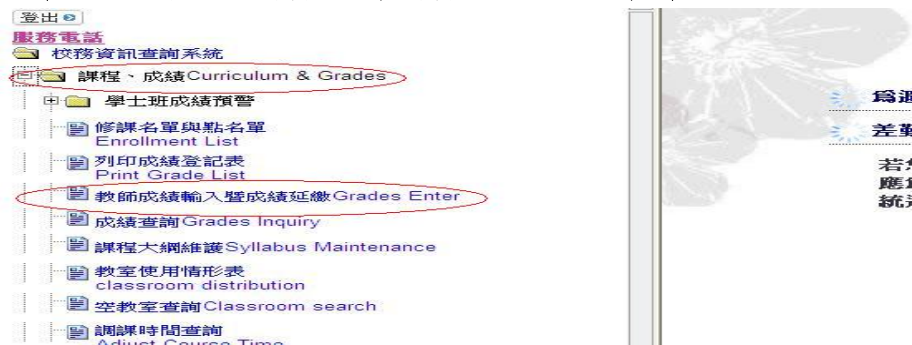 登出
服務電話
校務資訊查詢系統
課程、成績Curriculum & Grades
學士班成績預警
修課名單與點名單
Enrollment List
列印成績登記表
Print Grade List
教師成績輸入暨成績延繳Grades Enter
成績查詢Grades Inquiry
課程大綱維護Syllabus Maintenance
教室使用情形表
classroom distribution
空教室查詢Classroom search
調課時間查詢
Adjust Course Time
為避
差勤
若您
應
統